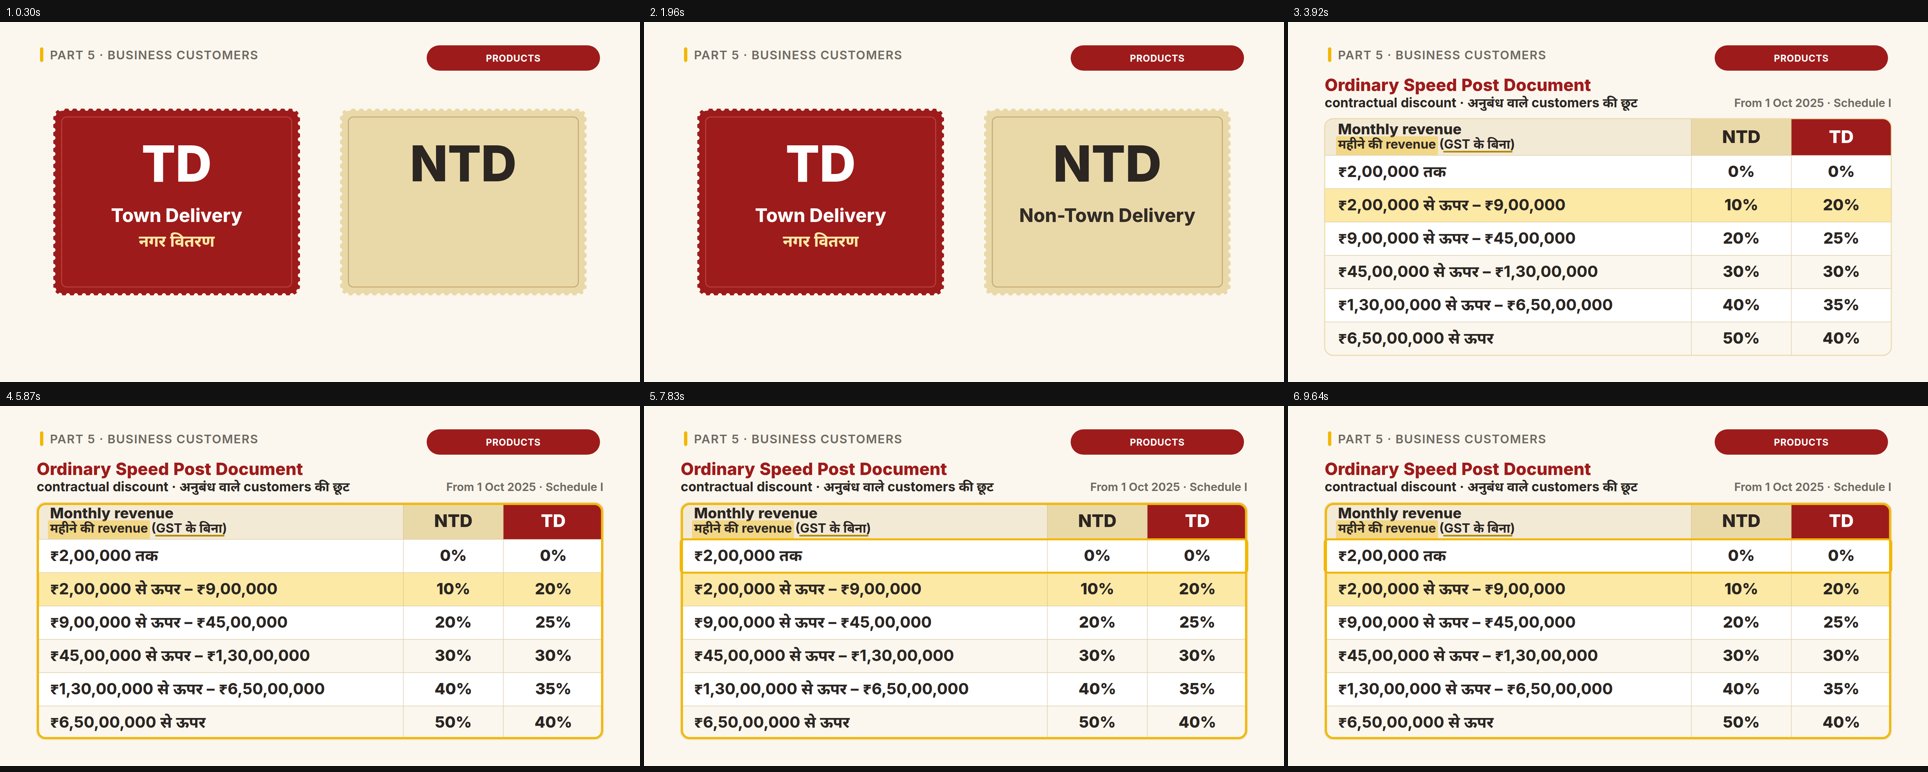 1. 0.30s
PART 5 · BUSINESS CUSTOMERS
PRODUCTS
TD
Town Delivery
नगर वितरण
NTD
2. 1.96s
PART 5 · BUSINESS CUSTOMERS
PRODUCTS
TD
Town Delivery
नगर वितरण
NTD
Non-Town Delivery
3. 3.92s
PART 5 · BUSINESS CUSTOMERS
PRODUCTS
Ordinary Speed Post Document
contractual discount · अनुबंध वाले customers की छूट
From 1 Oct 2025 · Schedule I
Monthly revenue
महीने की revenue (GST के बिना)
NTD TD
₹2,00,000 तक 0% 0%
₹2,00,000 से ऊपर – ₹9,00,000 10% 20%
₹9,00,000 से ऊपर – ₹45,00,000 20% 25%
₹45,00,000 से ऊपर – ₹1,30,00,000 30% 30%
₹1,30,00,000 से ऊपर – ₹6,50,00,000 40% 35%
₹6,50,00,000 से ऊपर 50% 40%
4. 5.87s
PART 5 · BUSINESS CUSTOMERS
PRODUCTS
Ordinary Speed Post Document
contractual discount · अनुबंध वाले customers की छूट
From 1 Oct 2025 · Schedule I
Monthly revenue
महीने की revenue (GST के बिना)
NTD TD
₹2,00,000 तक 0% 0%
₹2,00,000 से ऊपर – ₹9,00,000 10% 20%
₹9,00,000 से ऊपर – ₹45,00,000 20% 25%
₹45,00,000 से ऊपर – ₹1,30,00,000 30% 30%
₹1,30,00,000 से ऊपर – ₹6,50,00,000 40% 35%
₹6,50,00,000 से ऊपर 50% 40%
5. 7.83s
PART 5 · BUSINESS CUSTOMERS
PRODUCTS
Ordinary Speed Post Document
contractual discount · अनुबंध वाले customers की छूट
From 1 Oct 2025 · Schedule I
Monthly revenue
महीने की revenue (GST के बिना)
NTD TD
₹2,00,000 तक 0% 0%
₹2,00,000 से ऊपर – ₹9,00,000 10% 20%
₹9,00,000 से ऊपर – ₹45,00,000 20% 25%
₹45,00,000 से ऊपर – ₹1,30,00,000 30% 30%
₹1,30,00,000 से ऊपर – ₹6,50,00,000 40% 35%
₹6,50,00,000 से ऊपर 50% 40%
6. 9.64s
PART 5 · BUSINESS CUSTOMERS
PRODUCTS
Ordinary Speed Post Document
contractual discount · अनुबंध वाले customers की छूट
From 1 Oct 2025 · Schedule I
Monthly revenue
महीने की revenue (GST के बिना)
NTD TD
₹2,00,000 तक 0% 0%
₹2,00,000 से ऊपर – ₹9,00,000 10% 20%
₹9,00,000 से ऊपर – ₹45,00,000 20% 25%
₹45,00,000 से ऊपर – ₹1,30,00,000 30% 30%
₹1,30,00,000 से ऊपर – ₹6,50,00,000 40% 35%
₹6,50,00,000 से ऊपर 50% 40%